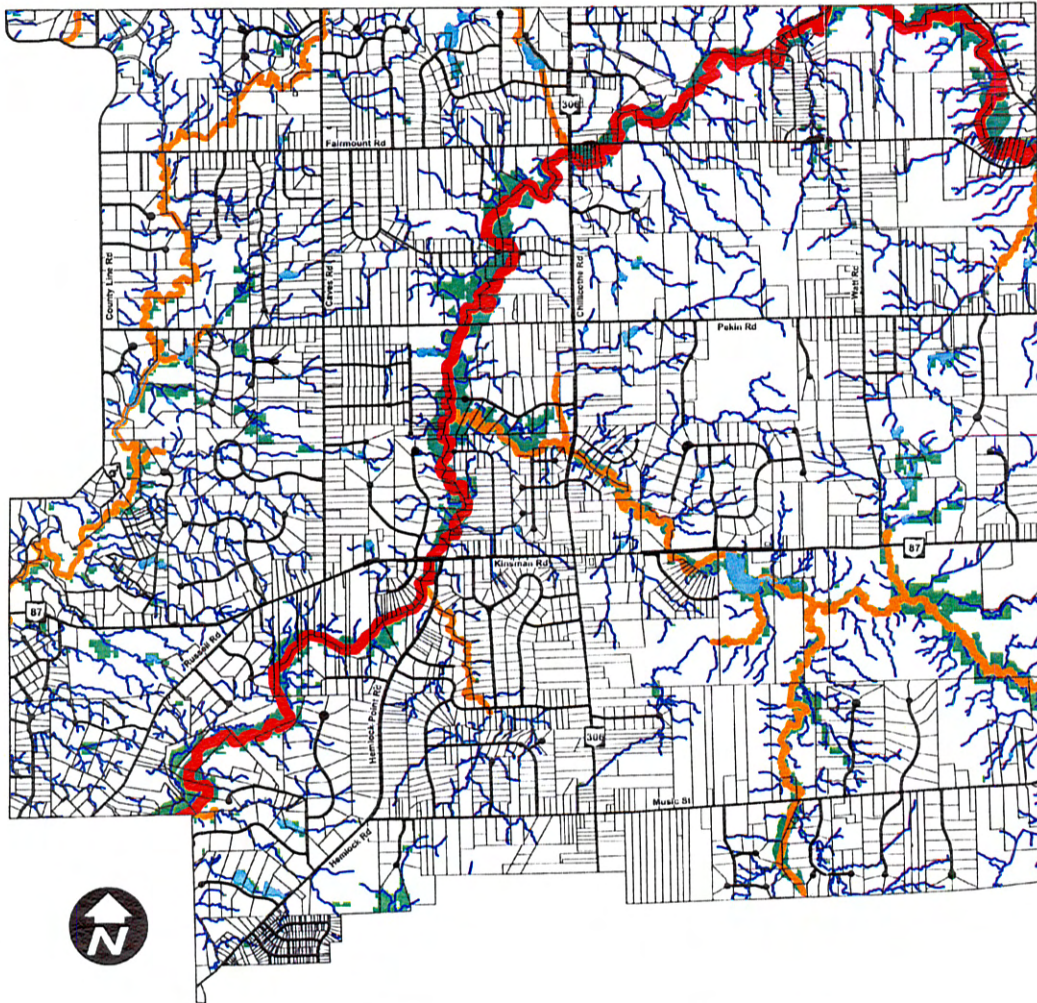 306
Fairmount Rd
County Line Rd
Caves Rd
Chillicothe Rd
Watt Rd
Pekin Rd
87
Kinsman Rd
87
Russell Rd
Hemlock Point Rd
306
Music St
Hemlock Rd
N